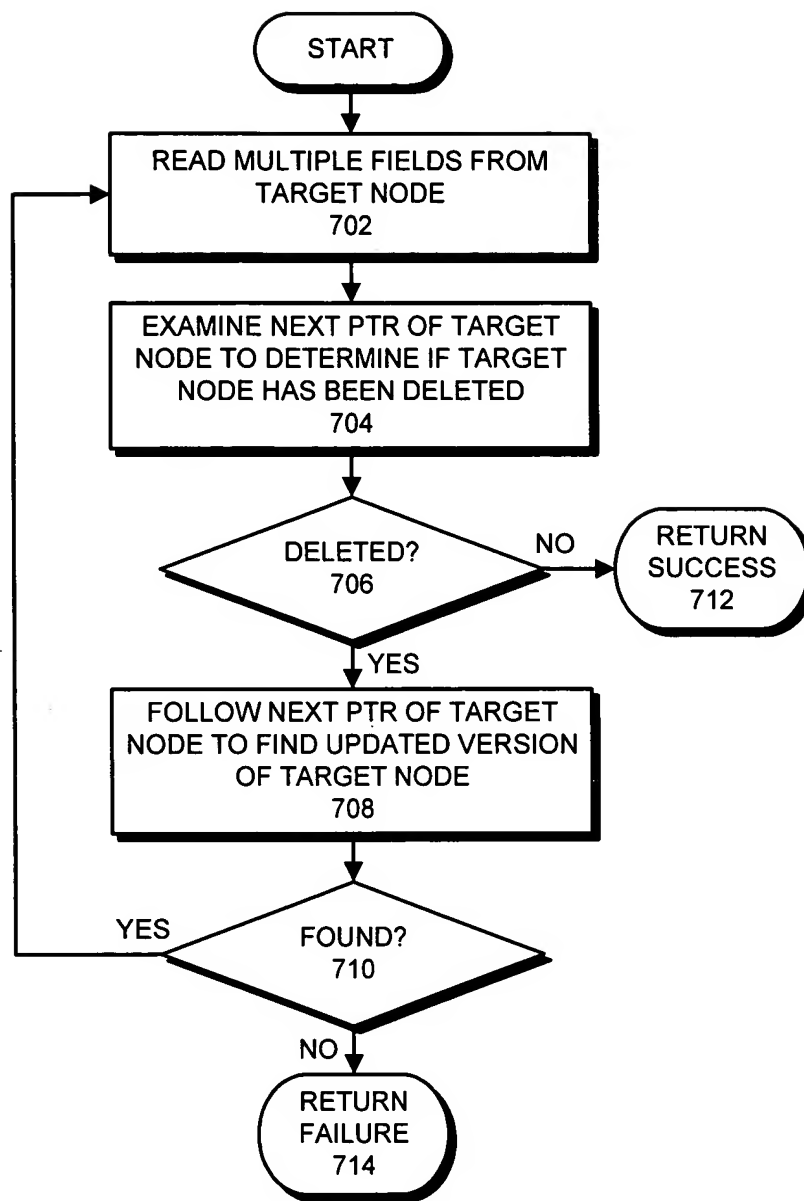 START
READ MULTIPLE FIELDS FROM
TARGET NODE
702
EXAMINE NEXT PTR OF TARGET
NODE TO DETERMINE IF TARGET
NODE HAS BEEN DELETED
704
DELETED?
706
NO
RETURN
SUCCESS
712
YES
FOLLOW NEXT PTR OF TARGET
NODE TO FIND UPDATED VERSION
OF TARGET NODE
708
YES
FOUND?
710
NO
RETURN
FAILURE
714